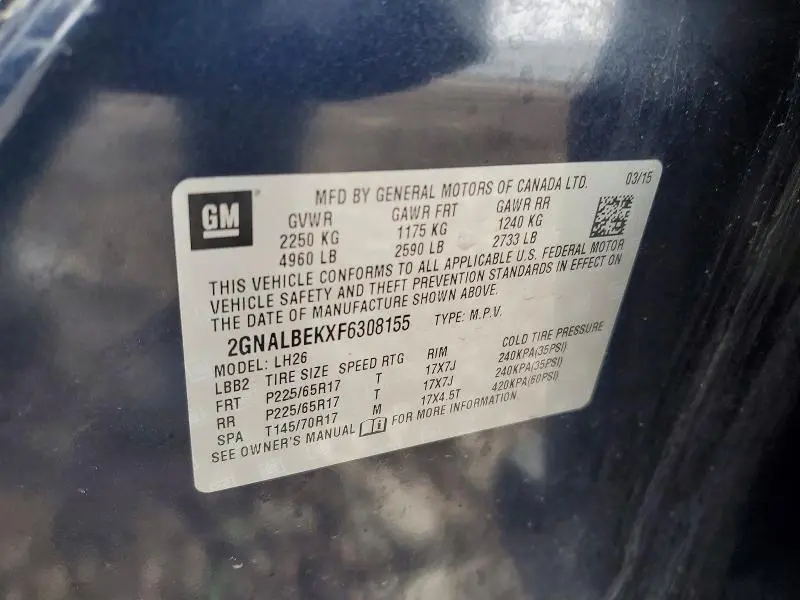 GM
MFD BY GENERAL MOTORS OF CANADA LTD. 03/15
GVWR GAWR FRT GAWR RR
2250 KG 1175 KG 1240 KG
4960 LB 2590 LB 2733 LB
THIS VEHICLE CONFORMS TO ALL APPLICABLE U.S. FEDERAL MOTOR
VEHICLE SAFETY AND THEFT PREVENTION STANDARDS IN EFFECT ON
THE DATE OF MANUFACTURE SHOWN ABOVE.
2GNALBEKXF6308155 TYPE: M.P.V.
MODEL: LH26
LBB2 TIRE SIZE SPEED RTG RIM COLD TIRE PRESSURE
FRT P225/65R17 T 17X7J 240KPA(35PSI)
RR P225/65R17 T 17X7J 240KPA(35PSI)
SPA T145/70R17 M 17X4.5T 420KPA(60PSI)
SEE OWNER'S MANUAL FOR MORE INFORMATION.